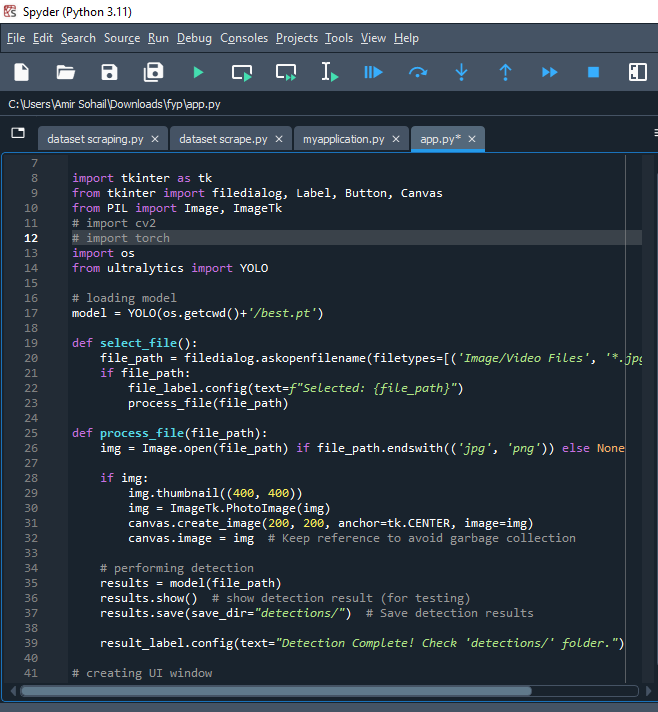 Spyder (Python 3.11)
File Edit Search Source Run Debug Consoles Projects Tools View Help
C:\Users\Amir Sohail\Downloads\fyp\app.py
dataset scraping.py dataset scrape.py myapplication.py app.py*
7
8 import tkinter as tk
9 from tkinter import filedialog, Label, Button, Canvas
10 from PIL import Image, ImageTk
11 # import cv2
12 # import torch
13 import os
14 from ultralytics import YOLO
15
16 # loading model
17 model = YOLO(os.getcwd()+'/best.pt')
18
19 def select_file():
20     file_path = filedialog.askopenfilename(filetypes=[('Image/Video Files', '*.jpg
21     if file_path:
22         file_label.config(text=f"Selected: {file_path}")
23         process_file(file_path)
24
25 def process_file(file_path):
26     img = Image.open(file_path) if file_path.endswith(('jpg', 'png')) else None
27
28     if img:
29         img.thumbnail((400, 400))
30         img = ImageTk.PhotoImage(img)
31         canvas.create_image(200, 200, anchor=tk.CENTER, image=img)
32         canvas.image = img  # Keep reference to avoid garbage collection
33
34     # performing detection
35     results = model(file_path)
36     results.show()  # show detection result (for testing)
37     results.save(save_dir="detections/")  # Save detection results
38
39     result_label.config(text="Detection Complete! Check 'detections/' folder.")
40
41 # creating UI window